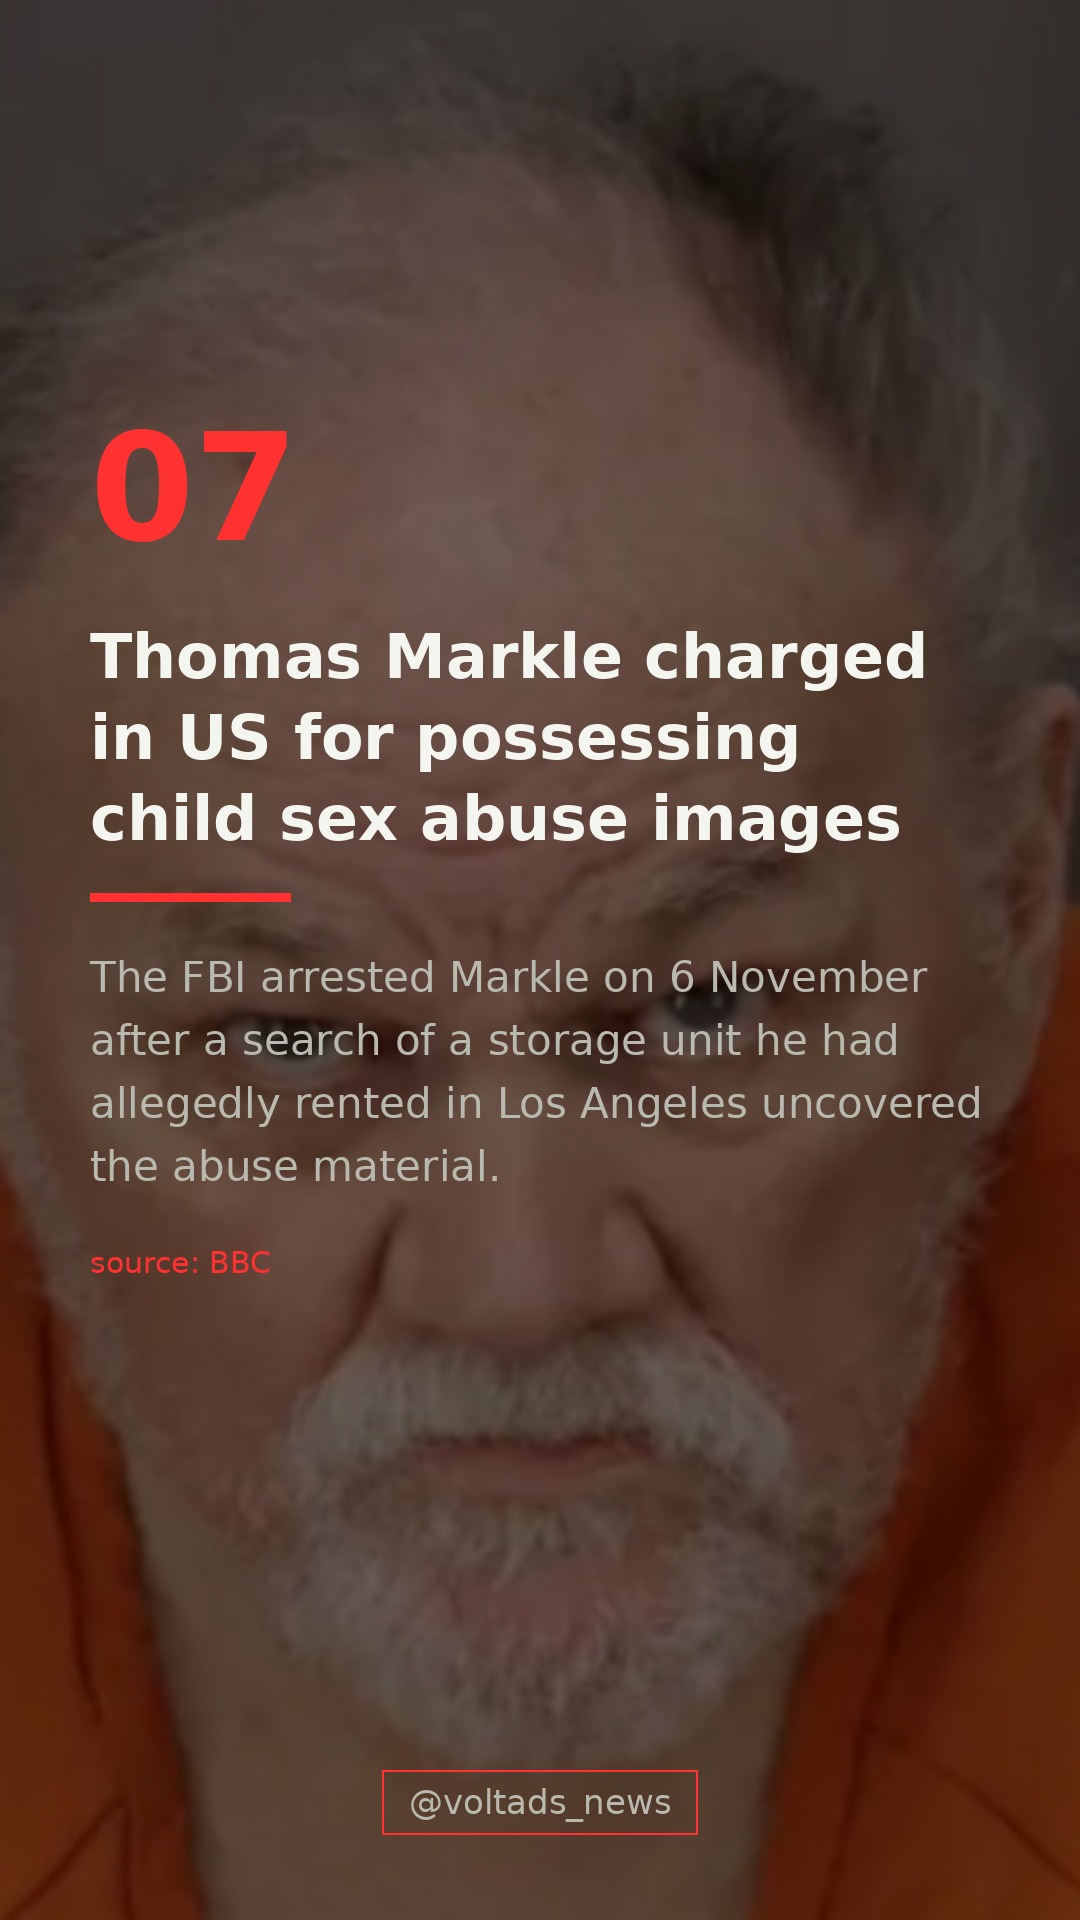 07
Thomas Markle charged
in US for possessing
child sex abuse images
The FBI arrested Markle on 6 November
after a search of a storage unit he had
allegedly rented in Los Angeles uncovered
the abuse material.
source: BBC
@voltads_news